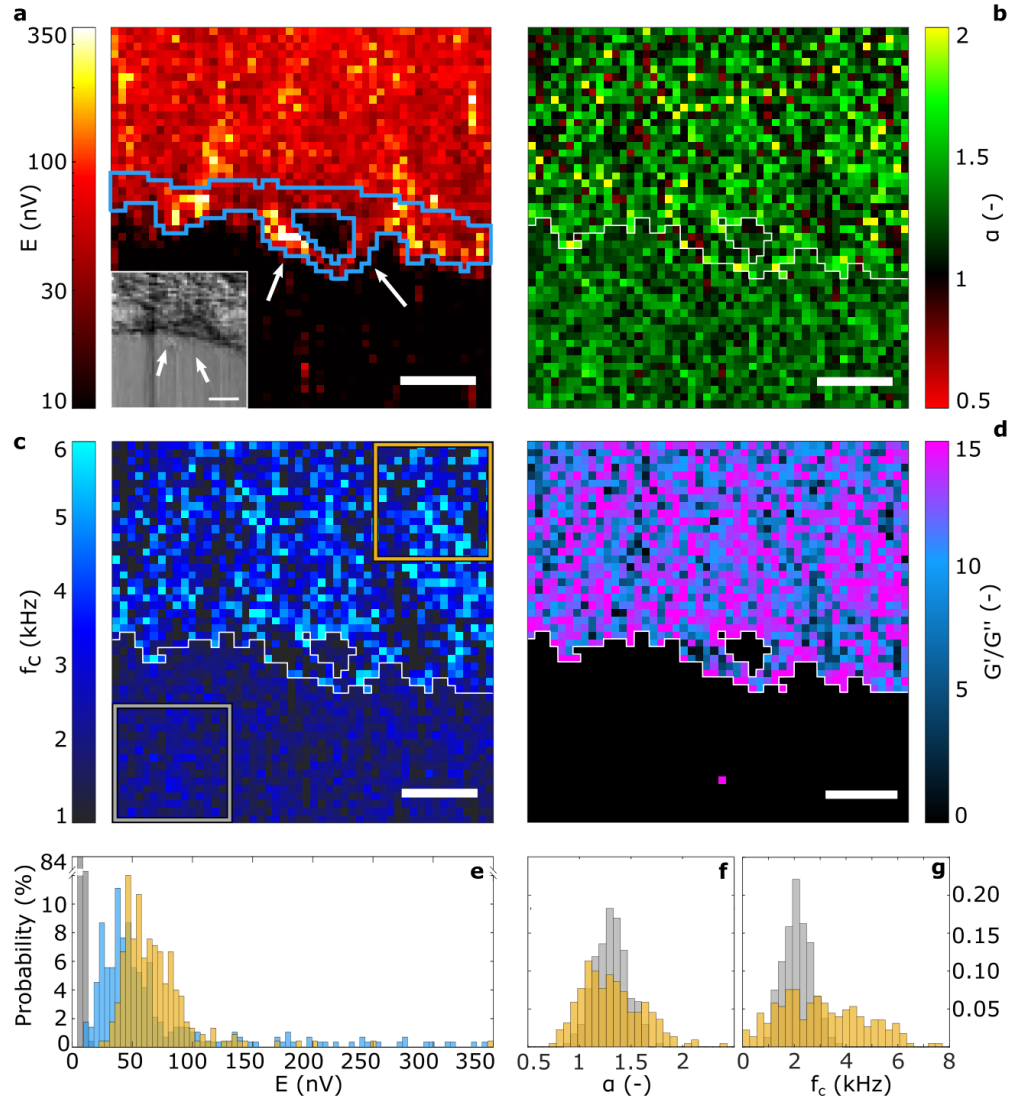 a
350
100
30
10
E (nV)
b
2
1.5
1
0.5
α (-)
c
6
5
4
3
2
1
f_C (kHz)
d
15
10
5
0
G'/G'' (-)
e
84
10
8
6
4
2
0
Probability (%)
0 50 100 150 200 250 300 350
E (nV)
f
0.5 1 1.5 2
α (-)
g
0.20
0.15
0.10
0.05
0 2 4 6 8
f_c (kHz)